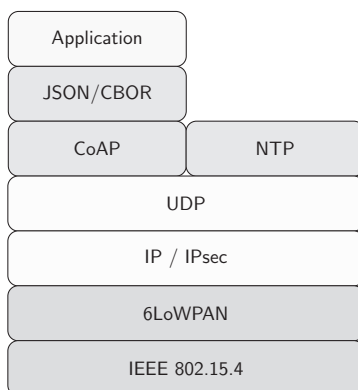 Application
JSON/CBOR
CoAP
NTP
UDP
IP / IPsec
6LoWPAN
IEEE 802.15.4